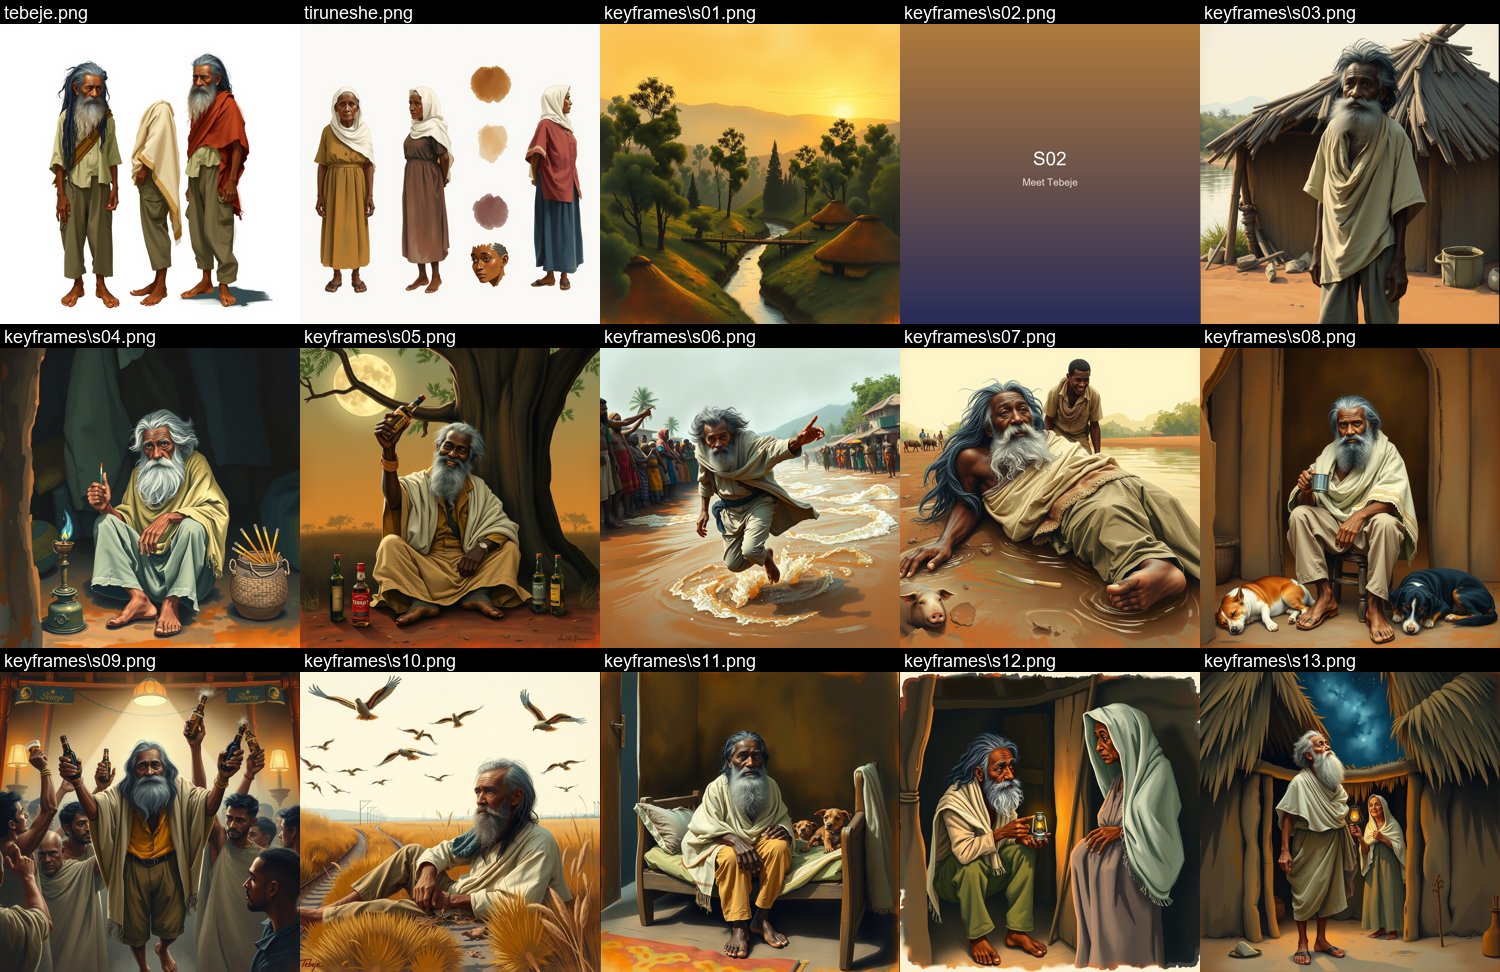 tebeje.png
tiruneshe.png
keyframes\s01.png
keyframes\s02.png
keyframes\s03.png
S02
Meet Tebeje
keyframes\s04.png
keyframes\s05.png
keyframes\s06.png
keyframes\s07.png
keyframes\s08.png
keyframes\s09.png
keyframes\s10.png
keyframes\s11.png
keyframes\s12.png
keyframes\s13.png
Tebeje